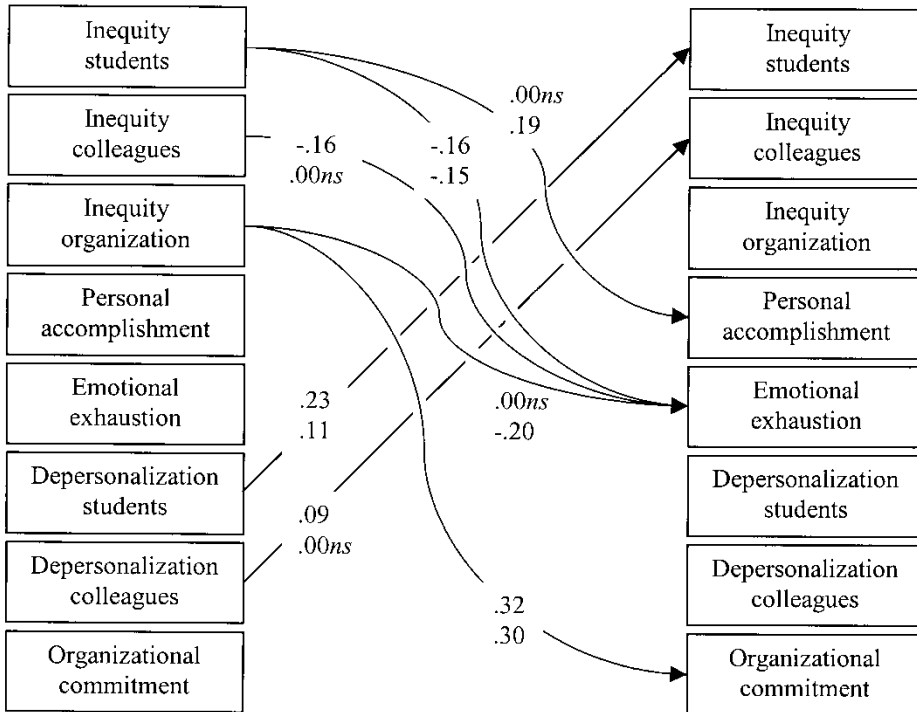 Inequity
students
Inequity
colleagues
Inequity
organization
Personal
accomplishment
Emotional
exhaustion
Depersonalization
students
Depersonalization
colleagues
Organizational
commitment
.00ns
.19
-.16
.00ns
-.16
-.15
.23
.11
.00ns
-.20
.09
.00ns
.32
.30
Inequity
students
Inequity
colleagues
Inequity
organization
Personal
accomplishment
Emotional
exhaustion
Depersonalization
students
Depersonalization
colleagues
Organizational
commitment